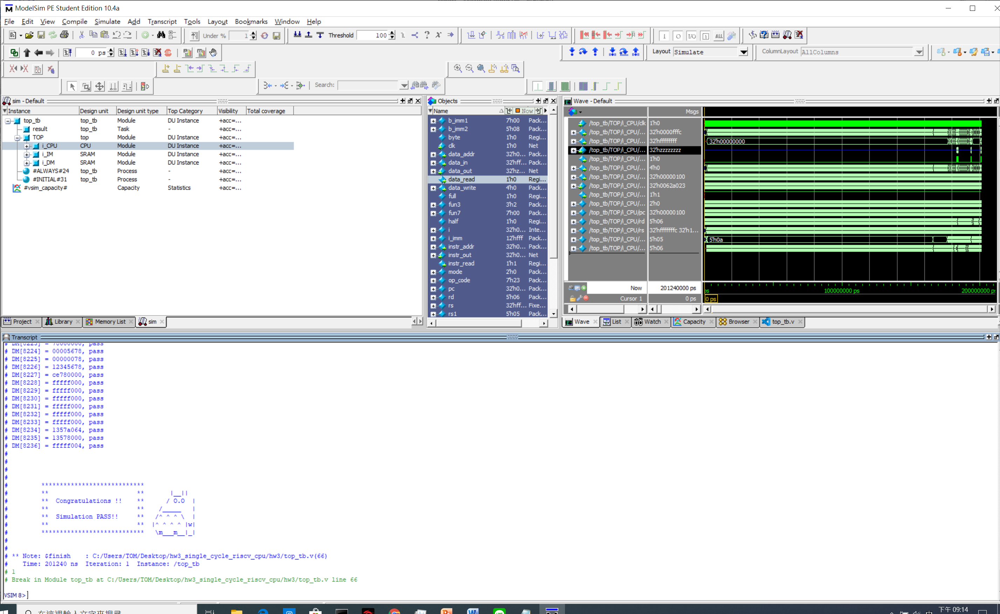 ModelSim PE Student Edition 10.4a
File Edit View Compile Simulate Add Transcript Tools Layout Bookmarks Window Help
Under % 1 Threshold 100 ALL
0 ps Layout Simulate ColumnLayout AllColumns
Search:
sim - Default
Instance Design unit Design unit type Top Category Visibility Total coverage
top_tb top_tb Module DU Instance +acc=...
result top_tb Task - +acc=...
TOP top Module DU Instance +acc=...
i_CPU CPU Module DU Instance +acc=...
i_IM SRAM Module DU Instance +acc=...
i_DM SRAM Module DU Instance +acc=...
#ALWAYS#24 top_tb Process - +acc=...
#INITIAL#31 top_tb Process - +acc=...
#vsim_capacity# Capacity Statistics +acc=...
Project Library Memory List sim
Objects
Name Now
b_imm1 7'h00 Pack...
b_imm2 5'h08 Pack...
byte 1'h0 Regi...
clk 1'h0 Net
data_addr 32'h0... Pack...
data_in 32'hff... Pack...
data_out 32'hz... Net
data_read 1'h0 Regi...
data_write 4'h0 Pack...
full 1'h0 Regi...
fun3 3'h2 Pack...
fun7 7'h00 Pack...
half 1'h0 Regi...
i 32'h0... Inte...
i_imm 12'hfff Pack...
instr_addr 32'h0... Pack...
instr_out 32'h0... Net
instr_read 1'h1 Regi...
mode 2'h0 Pack...
op_code 7'h23 Pack...
pc 32'h0... Pack...
rd 5'h06 Pack...
rs 32'hff... Fixe...
rs1 5'h05 Pack...
Wave - Default
Msgs
/top_tb/TOP/i_CPU/clk 1'h0
/top_tb/TOP/i_CPU/... 32'h0000fffc
/top_tb/TOP/i_CPU/... 32'hffffffff 32'h00000000
/top_tb/TOP/i_CPU/... 32'hzzzzzzzz
/top_tb/TOP/i_CPU/... 1'h0
/top_tb/TOP/i_CPU/... 4'h0
/top_tb/TOP/i_CPU/... 32'h00000100
/top_tb/TOP/i_CPU/... 32'h0062a023
/top_tb/TOP/i_CPU/... 1'h1
/top_tb/TOP/i_CPU/... 2'h0
/top_tb/TOP/i_CPU/pc 32'h00000100
/top_tb/TOP/i_CPU/rd 5'h06
/top_tb/TOP/i_CPU/rs 32'hfffffffc 32'h1...
/top_tb/TOP/i_CPU/... 5'h05 5'h0a
/top_tb/TOP/i_CPU/... 5'h06
Now 201240000 ps ps 100000000 ps 200000000 p
Cursor 1 0 ps 0 ps
Wave List Watch Capacity Browser top_tb.v
Transcript
# DM[8223] = 78000000, pass
# DM[8224] = 00005678, pass
# DM[8225] = 00000078, pass
# DM[8226] = 12345678, pass
# DM[8227] = ce780000, pass
# DM[8228] = fffff000, pass
# DM[8229] = fffff000, pass
# DM[8230] = fffff000, pass
# DM[8231] = fffff000, pass
# DM[8232] = fffff000, pass
# DM[8233] = fffff000, pass
# DM[8234] = 1357a064, pass
# DM[8235] = 13578000, pass
# DM[8236] = fffff004, pass
#
#
#
#
# ****************************
# ** ** |__||
# ** Congratulations !! ** / O.O |
# ** ** /_____ |
# ** Simulation PASS!! ** /^ ^ ^ \ |
# ** ** |^ ^ ^ ^ |w|
# **************************** \m___m__|_|
#
#
# ** Note: $finish : C:/Users/TOM/Desktop/hw3_single_cycle_riscv_cpu/hw3/top_tb.v(66)
# Time: 201240 ns Iteration: 1 Instance: /top_tb
# 1
# Break in Module top_tb at C:/Users/TOM/Desktop/hw3_single_cycle_riscv_cpu/hw3/top_tb.v line 66
VSIM 8>
在這裡輸入文字來搜尋
下午 09:14